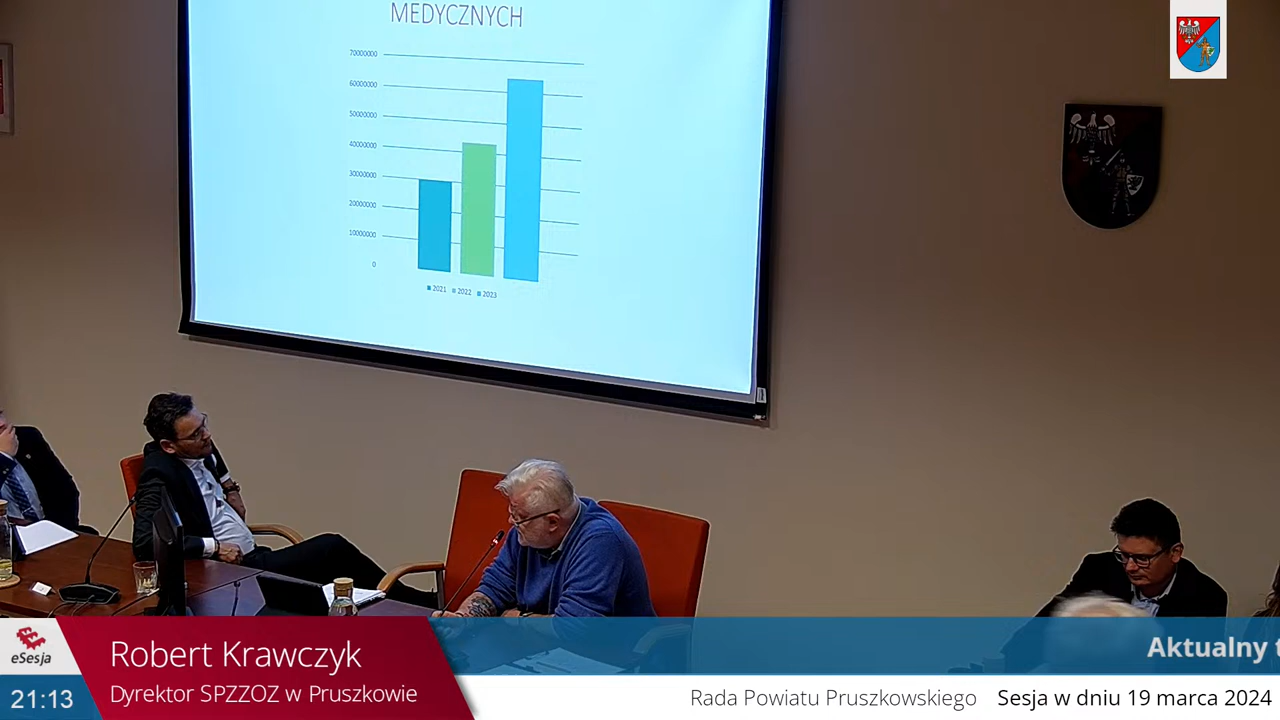 MEDYCZNYCH
70000000
60000000
50000000
40000000
30000000
20000000
10000000
0
2021 2022 2023
eSesja
21:13
Robert Krawczyk
Dyrektor SPZZOZ w Pruszkowie
Aktualny t
Rada Powiatu Pruszkowskiego Sesja w dniu 19 marca 2024